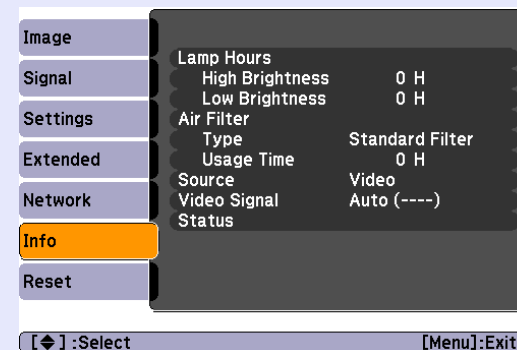 Image
Signal
Settings
Extended
Network
Info
Reset
Lamp Hours
High Brightness 0 H
Low Brightness 0 H
Air Filter
Type Standard Filter
Usage Time 0 H
Source Video
Video Signal Auto (----)
Status
[◆] :Select [Menu]:Exit